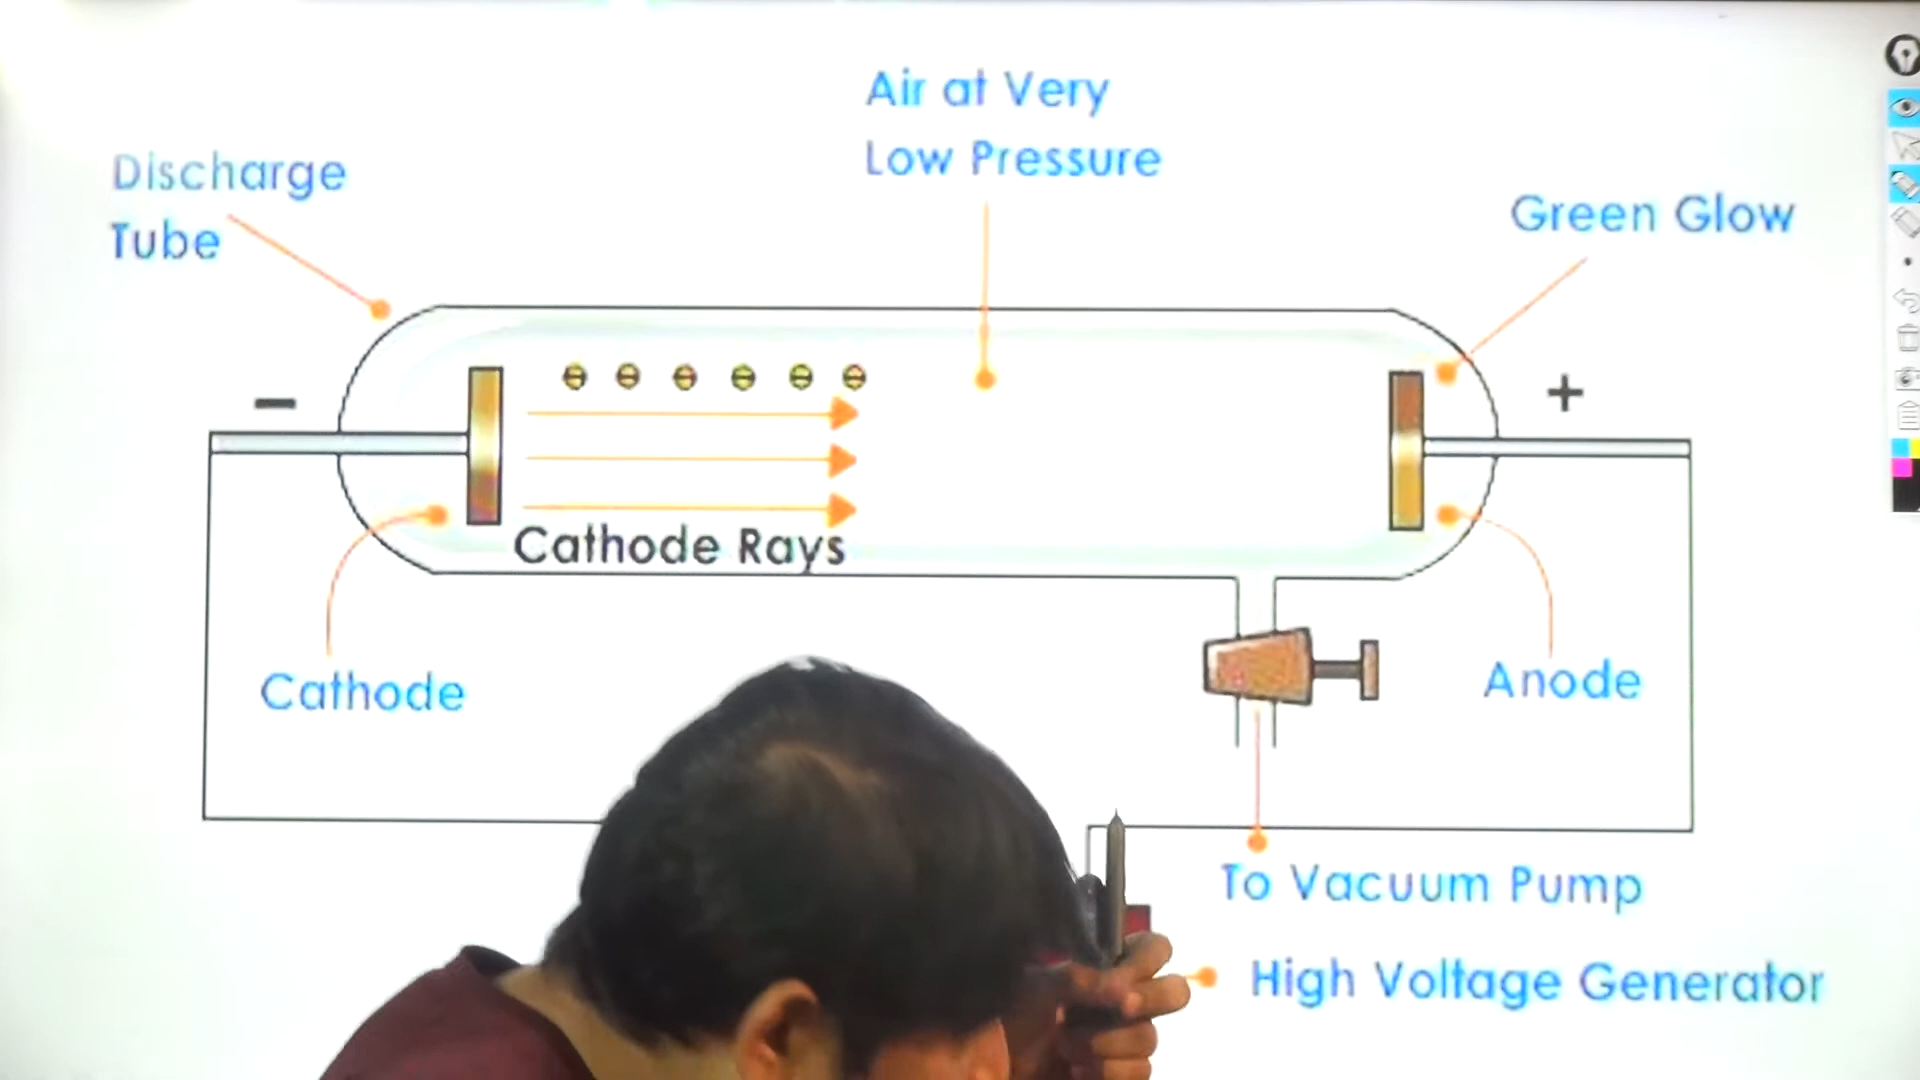 Air at Very
Low Pressure
Discharge
Tube
Green Glow
−
+
Cathode Rays
Cathode
Anode
To Vacuum Pump
High Voltage Generator